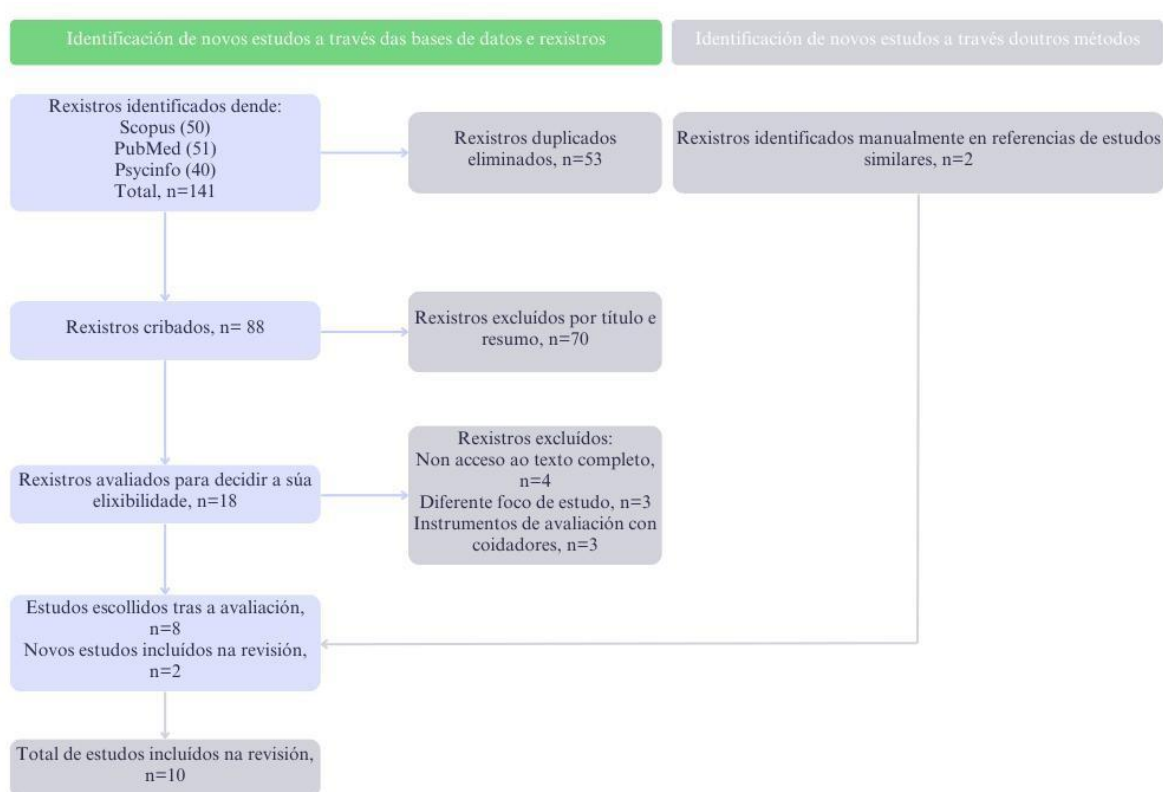 Identificación de novos estudos a través das bases de datos e rexistros
Identificación de novos estudos a través doutros métodos
Rexistros identificados dende:
Scopus (50)
PubMed (51)
Psycinfo (40)
Total, n=141
Rexistros duplicados
eliminados, n=53
Rexistros identificados manualmente en referencias de estudos
similares, n=2
Rexistros cribados, n= 88
Rexistros excluídos por título e
resumo, n=70
Rexistros avaliados para decidir a súa
elixibilidade, n=18
Rexistros excluídos:
Non acceso ao texto completo,
n=4
Diferente foco de estudo, n=3
Instrumentos de avaliación con
coidadores, n=3
Estudos escollidos tras a avaliación,
n=8
Novos estudos incluídos na revisión,
n=2
Total de estudos incluídos na revisión,
n=10